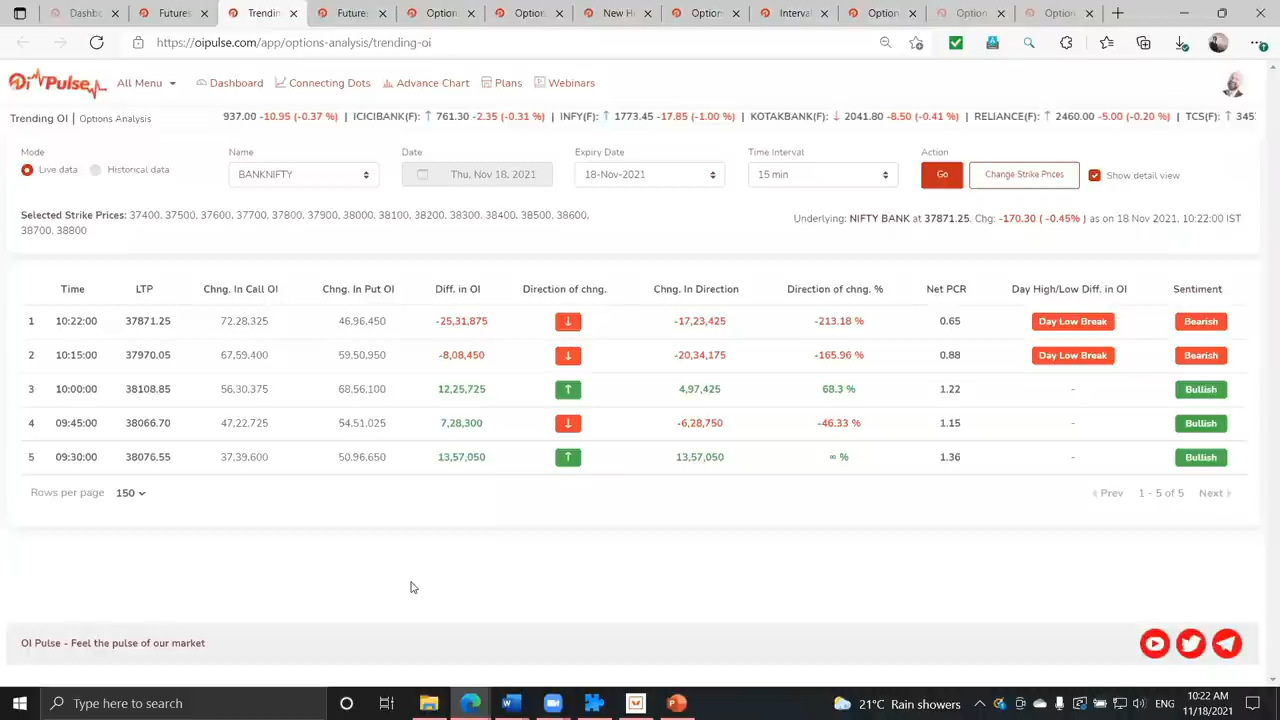 Dashbo
Futures
Trendin
Future
Option
Option
New H
Option
Interval
Option
Option
Option
https://oipulse.com/app/options-analysis/trending-oi
Oi Pulse
All Menu
Dashboard
Connecting Dots
Advance Chart
Plans
Webinars
Trending OI | Options Analysis
937.00 -10.95 (-0.37 %) | ICICIBANK(F): ↑ 761.30 -2.35 (-0.31 %) | INFY(F): ↑ 1773.45 -17.85 (-1.00 %) | KOTAKBANK(F): ↓ 2041.80 -8.50 (-0.41 %) | RELIANCE(F): ↑ 2460.00 -5.00 (-0.20 %) | TCS(F): ↑ 345
Mode Name Date Expiry Date Time Interval Action
Live data Historical data BANKNIFTY Thu, Nov 18, 2021 18-Nov-2021 15 min Go Change Strike Prices Show detail view
Selected Strike Prices: 37400, 37500, 37600, 37700, 37800, 37900, 38000, 38100, 38200, 38300, 38400, 38500, 38600,
38700, 38800
Underlying: NIFTY BANK at 37871.25. Chg: -170.30 ( -0.45% ) as on 18 Nov 2021, 10:22:00 IST
Time LTP Chng. In Call OI Chng. In Put OI Diff. in OI Direction of chng. Chng. In Direction Direction of chng. % Net PCR Day High/Low Diff. in OI Sentiment
1 10:22:00 37871.25 72,28,325 46,96,450 -25,31,875 ↓ -17,23,425 -213.18 % 0.65 Day Low Break Bearish
2 10:15:00 37970.05 67,59,400 59,50,950 -8,08,450 ↓ -20,34,175 -165.96 % 0.88 Day Low Break Bearish
3 10:00:00 38108.85 56,30,375 68,56,100 12,25,725 ↑ 4,97,425 68.3 % 1.22 - Bullish
4 09:45:00 38066.70 47,22,725 54,51,025 7,28,300 ↓ -6,28,750 -46.33 % 1.15 - Bullish
5 09:30:00 38076.55 37,39,600 50,96,650 13,57,050 ↑ 13,57,050 ∞ % 1.36 - Bullish
Rows per page 150
Prev 1 - 5 of 5 Next
OI Pulse - Feel the pulse of our market
Type here to search
21°C Rain showers
ENG
10:22 AM
11/18/2021